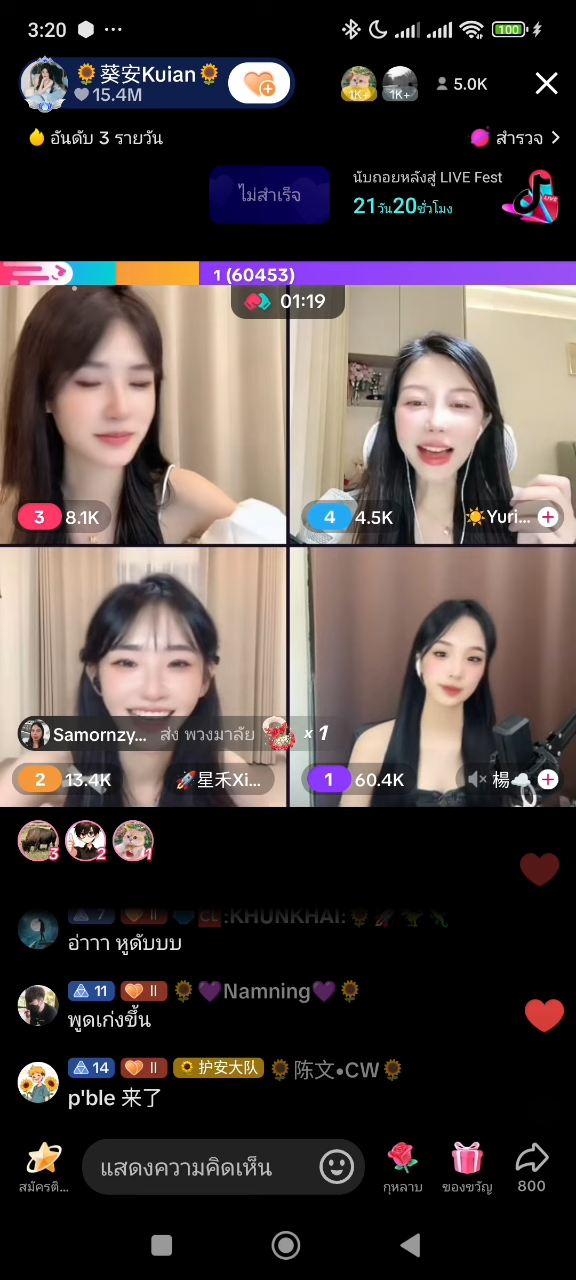 3:20
100
🌻葵安Kuian🌻
15.4M
1K+
1K+
5.0K
อันดับ 3 รายวัน
สำรวจ
ไม่สำเร็จ
นับถอยหลังสู่ LIVE Fest
21วัน20ชั่วโมง
LIVE
1 (60453)
01:19
3 8.1K
4 4.5K
☀️Yuri...
Samornzy... ส่ง พวงมาลัย x 1
2 13.4K
🚀星禾Xi...
1 60.4K
楊☁️
3
2
1
7 II CL :KHUNKHAI:🌻🚀🦖🦎
อ่าาา หูดับบบ
11 II 🌻💜Namning💜🌻
พูดเก่งขึ้น
14 II 护安大队 🌻陈文•CW🌻
p'ble 来了
แสดงความคิดเห็น
สมัครติ...
กุหลาบ
ของขวัญ
800